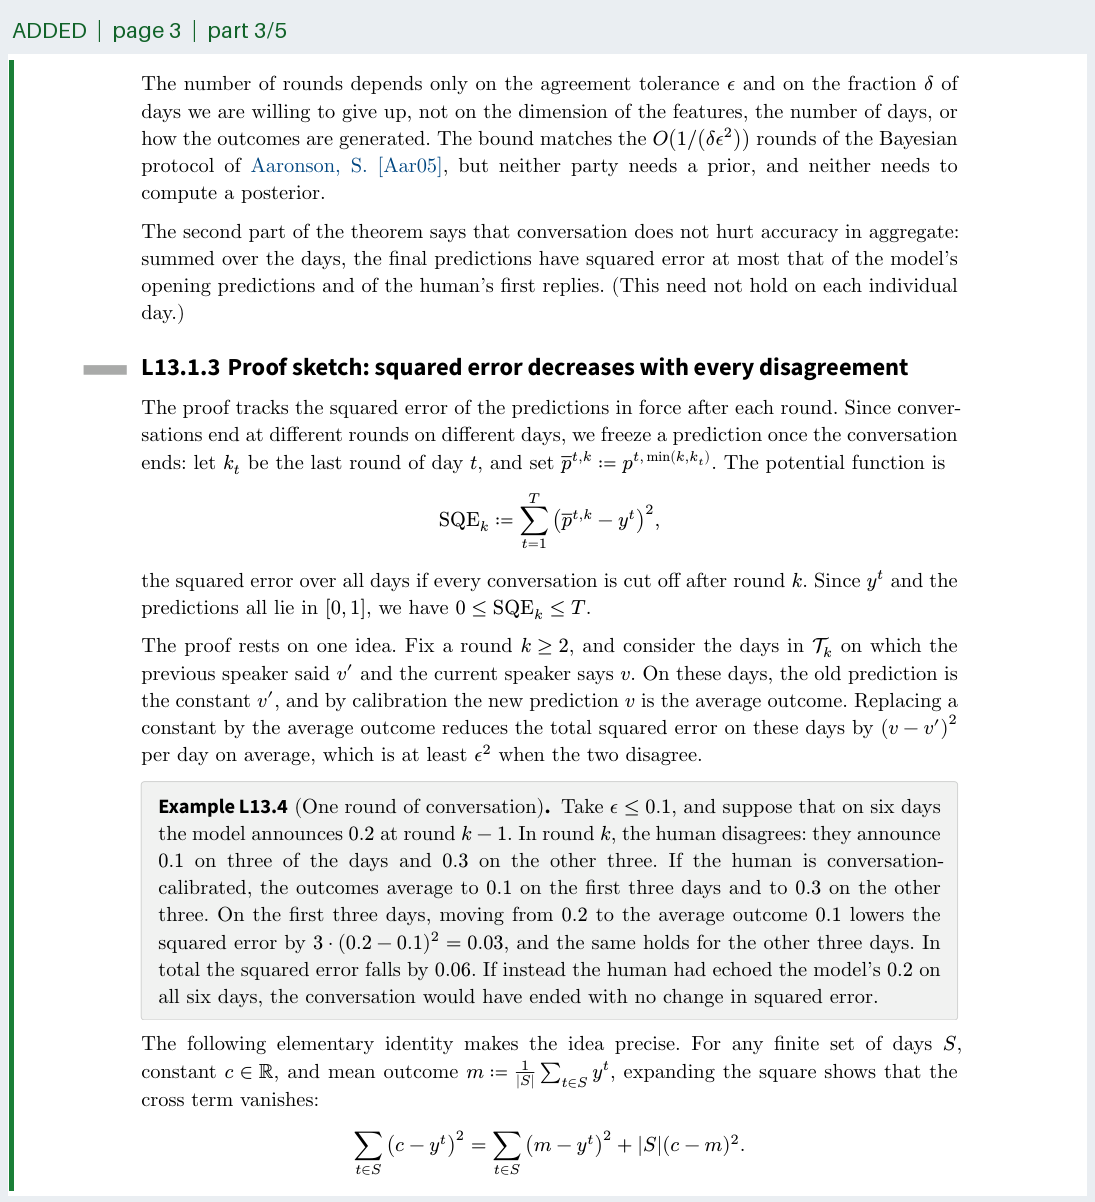 ADDED | page 3 | part 3/5
The number of rounds depends only on the agreement tolerance ϵ and on the fraction δ of
days we are willing to give up, not on the dimension of the features, the number of days, or
how the outcomes are generated. The bound matches the O(1/(δϵ²)) rounds of the Bayesian
protocol of Aaronson, S. [Aar05], but neither party needs a prior, and neither needs to
compute a posterior.
The second part of the theorem says that conversation does not hurt accuracy in aggregate:
summed over the days, the final predictions have squared error at most that of the model's
opening predictions and of the human's first replies. (This need not hold on each individual
day.)
L13.1.3 Proof sketch: squared error decreases with every disagreement
The proof tracks the squared error of the predictions in force after each round. Since conver-
sations end at different rounds on different days, we freeze a prediction once the conversation
ends: let k_t be the last round of day t, and set p̅^{t,k} := p^{t,min(k,k_t)}. The potential function is
SQE_k := ∑_{t=1}^{T} (p̅^{t,k} − y^t)²,
the squared error over all days if every conversation is cut off after round k. Since y^t and the
predictions all lie in [0, 1], we have 0 ≤ SQE_k ≤ T.
The proof rests on one idea. Fix a round k ≥ 2, and consider the days in 𝒯_k on which the
previous speaker said v′ and the current speaker says v. On these days, the old prediction is
the constant v′, and by calibration the new prediction v is the average outcome. Replacing a
constant by the average outcome reduces the total squared error on these days by (v − v′)²
per day on average, which is at least ϵ² when the two disagree.
Example L13.4 (One round of conversation). Take ϵ ≤ 0.1, and suppose that on six days
the model announces 0.2 at round k − 1. In round k, the human disagrees: they announce
0.1 on three of the days and 0.3 on the other three. If the human is conversation-
calibrated, the outcomes average to 0.1 on the first three days and to 0.3 on the other
three. On the first three days, moving from 0.2 to the average outcome 0.1 lowers the
squared error by 3 · (0.2 − 0.1)² = 0.03, and the same holds for the other three days. In
total the squared error falls by 0.06. If instead the human had echoed the model's 0.2 on
all six days, the conversation would have ended with no change in squared error.
The following elementary identity makes the idea precise. For any finite set of days S,
constant c ∈ ℝ, and mean outcome m := 1/|S| ∑_{t∈S} y^t, expanding the square shows that the
cross term vanishes:
∑_{t∈S} (c − y^t)² = ∑_{t∈S} (m − y^t)² + |S|(c − m)².